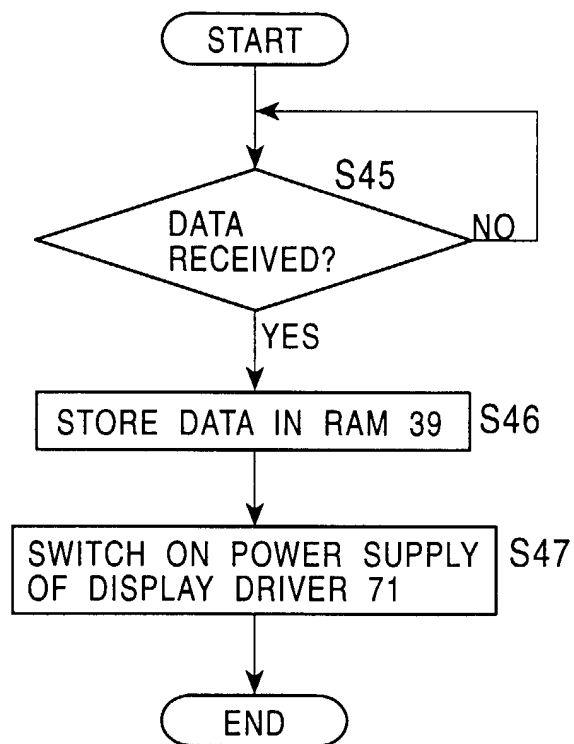 START
S45
DATA
RECEIVED?
NO
YES
STORE DATA IN RAM 39
S46
SWITCH ON POWER SUPPLY
OF DISPLAY DRIVER 71
S47
END